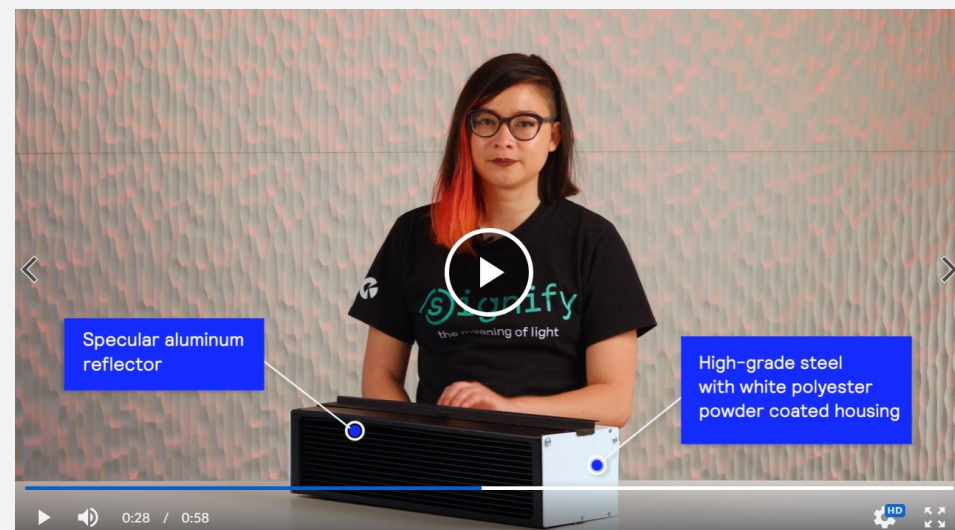 signify
the meaning of light
Specular aluminum
reflector
High-grade steel
with white polyester
powder coated housing
0:28 / 0:58
HD